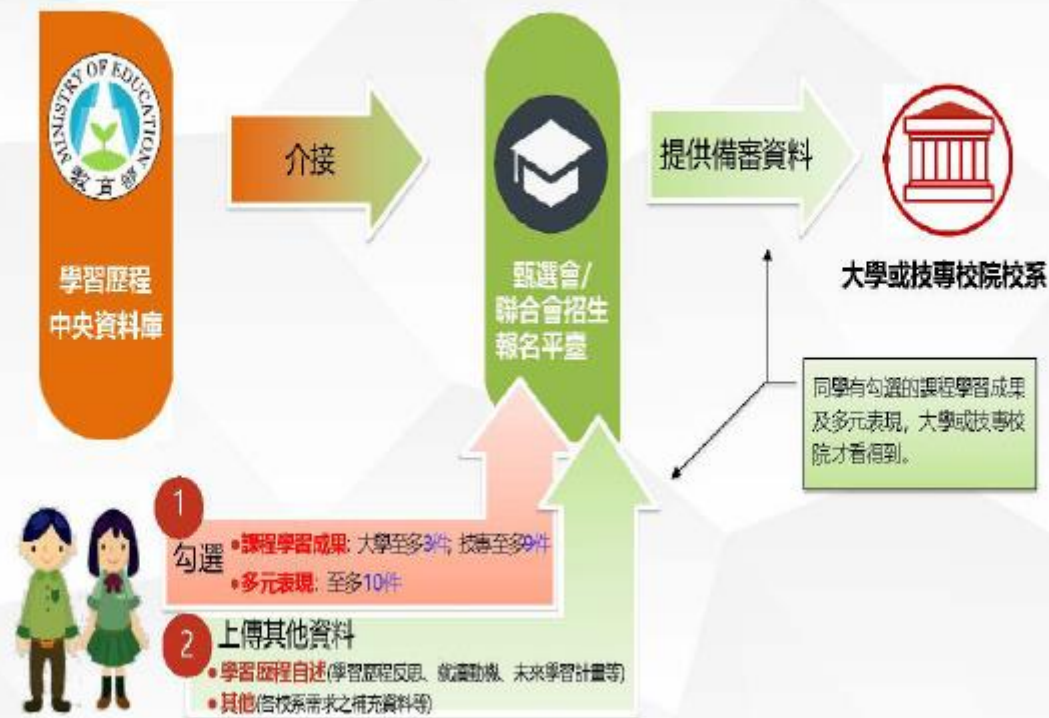 MINISTRY OF EDUCATION
教育部
學習歷程
中央資料庫
介接
甄選會/
聯合會招生
報名平臺
提供備審資料
大學或技專校院校系
同學有勾選的課程學習成果
及多元表現，大學或技專校
院才看得到。
1
勾選
•課程學習成果: 大學至多3件; 技專至多9件
•多元表現: 至多10件
2
上傳其他資料
•學習歷程自述(學習歷程反思、就讀動機、未來學習計畫等)
•其他(各校系需求之補充資料等)